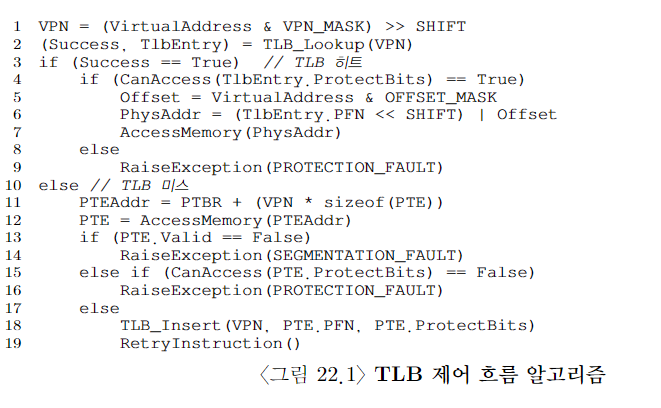 1 VPN = (VirtualAddress & VPN_MASK) >> SHIFT
2 (Success, TlbEntry) = TLB_Lookup(VPN)
3 if (Success == True) // TLB 히트
4 if (CanAccess(TlbEntry.ProtectBits) == True)
5 Offset = VirtualAddress & OFFSET_MASK
6 PhysAddr = (TlbEntry.PFN << SHIFT) | Offset
7 AccessMemory(PhysAddr)
8 else
9 RaiseException(PROTECTION_FAULT)
10 else // TLB 미스
11 PTEAddr = PTBR + (VPN * sizeof(PTE))
12 PTE = AccessMemory(PTEAddr)
13 if (PTE.Valid == False)
14 RaiseException(SEGMENTATION_FAULT)
15 else if (CanAccess(PTE.ProtectBits) == False)
16 RaiseException(PROTECTION_FAULT)
17 else
18 TLB_Insert(VPN, PTE.PFN, PTE.ProtectBits)
19 RetryInstruction()
〈그림 22.1〉 TLB 제어 흐름 알고리즘